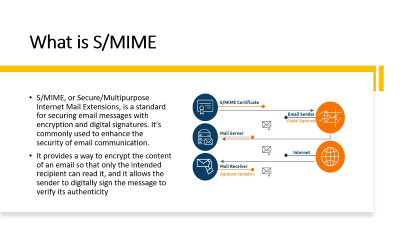 What is S/MIME
• S/MIME, or Secure/Multipurpose
Internet Mail Extensions, is a standard
for securing email messages with
encryption and digital signatures. It's
commonly used to enhance the
security of email communication.
• It provides a way to encrypt the content
of an email so that only the intended
recipient can read it, and it allows the
sender to digitally sign the message to
verify its authenticity
S/MIME Certificate
Email Sender
Digital Signature
Mail Server
Internet
Mail Receiver
Signature Validation